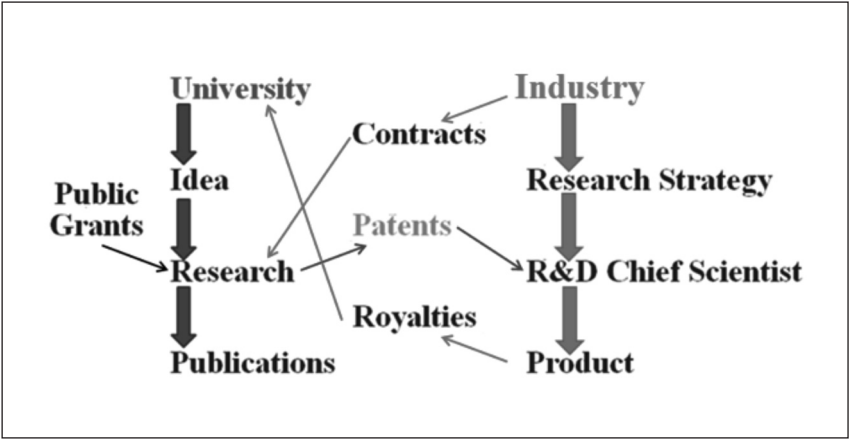 University
Industry
Contracts
Idea
Research Strategy
Public
Grants
Patents
Research
R&D Chief Scientist
Royalties
Publications
Product